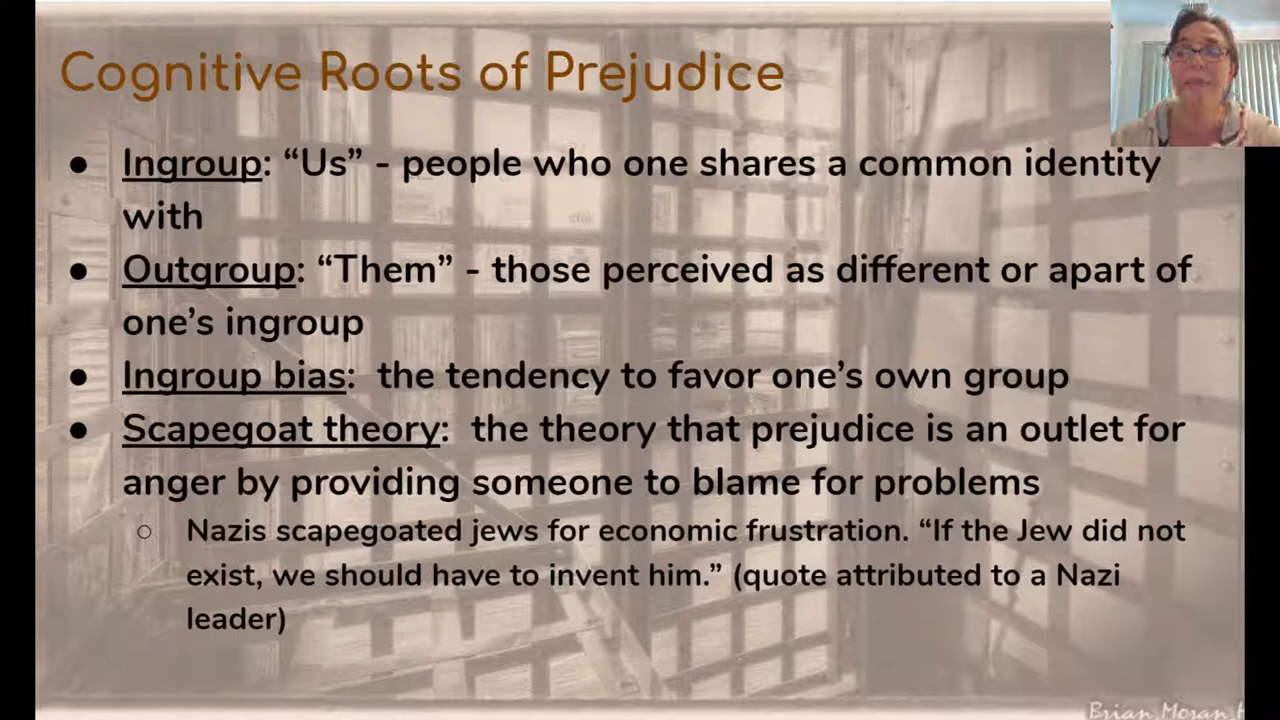 Cognitive Roots of Prejudice
● Ingroup: “Us” - people who one shares a common identity
with
● Outgroup: “Them” - those perceived as different or apart of
one’s ingroup
● Ingroup bias:  the tendency to favor one’s own group
● Scapegoat theory:  the theory that prejudice is an outlet for
anger by providing someone to blame for problems
○ Nazis scapegoated jews for economic frustration. “If the Jew did not
exist, we should have to invent him.” (quote attributed to a Nazi
leader)
Brian Moran